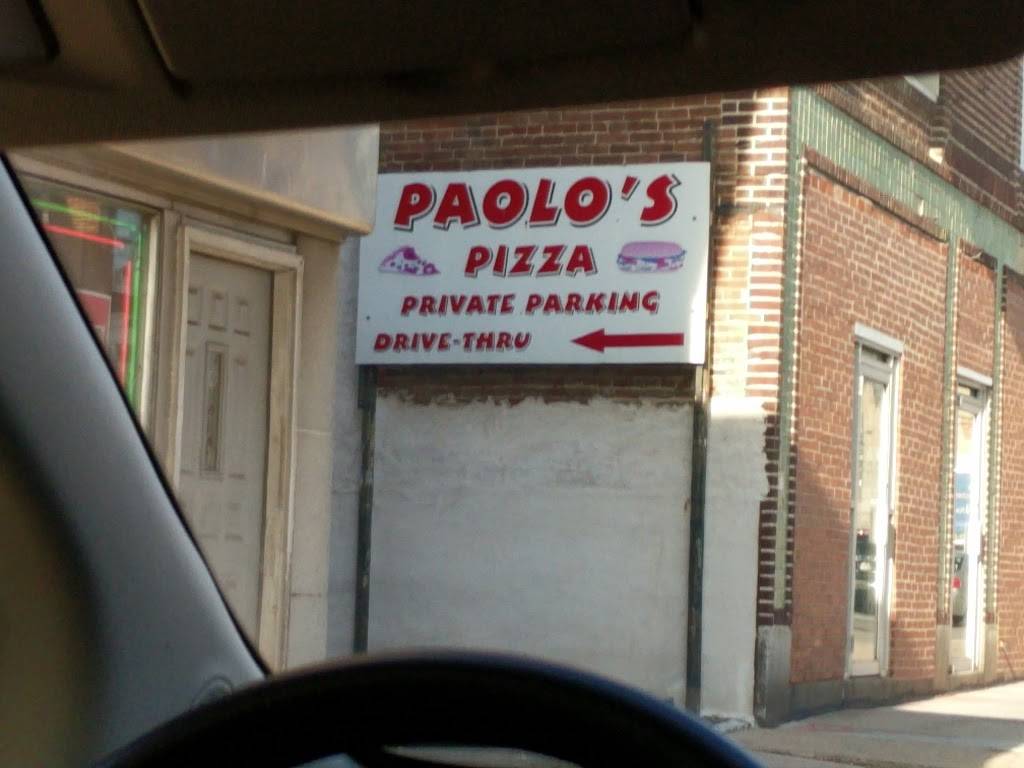 PAOLO'S
PIZZA
PRIVATE PARKING
DRIVE-THRU